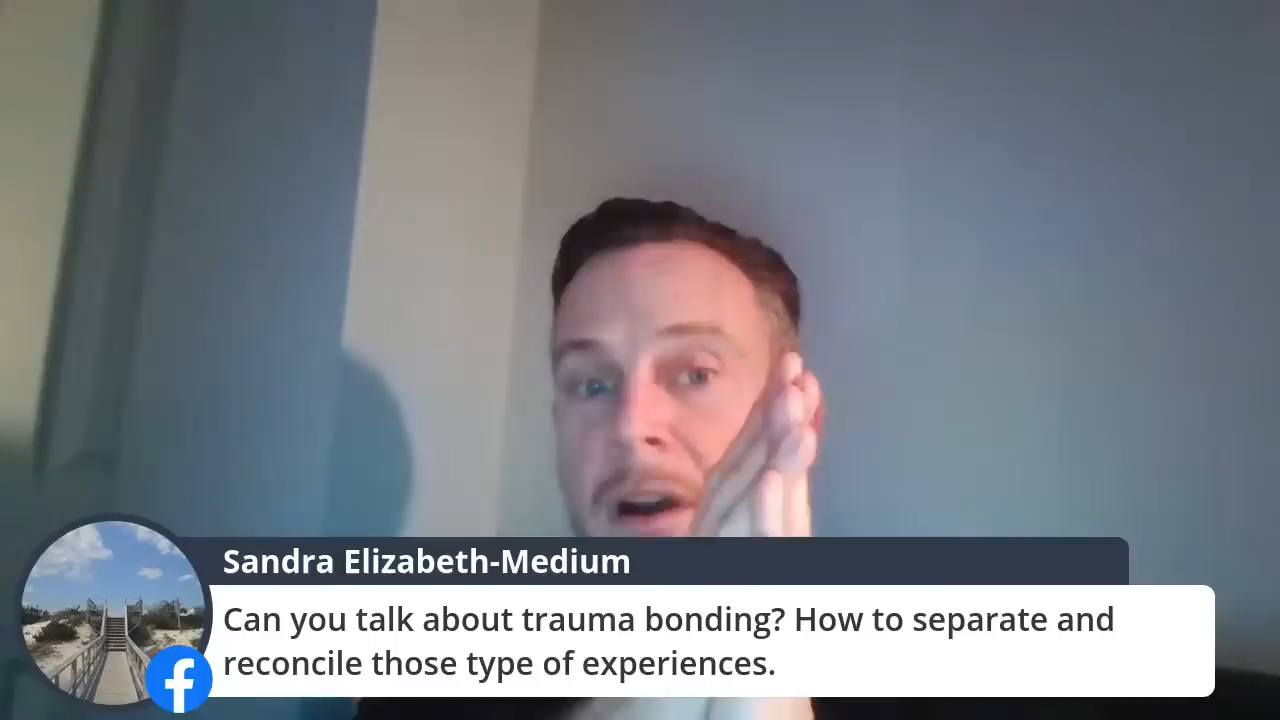 Sandra Elizabeth-Medium
Can you talk about trauma bonding? How to separate and
reconcile those type of experiences.